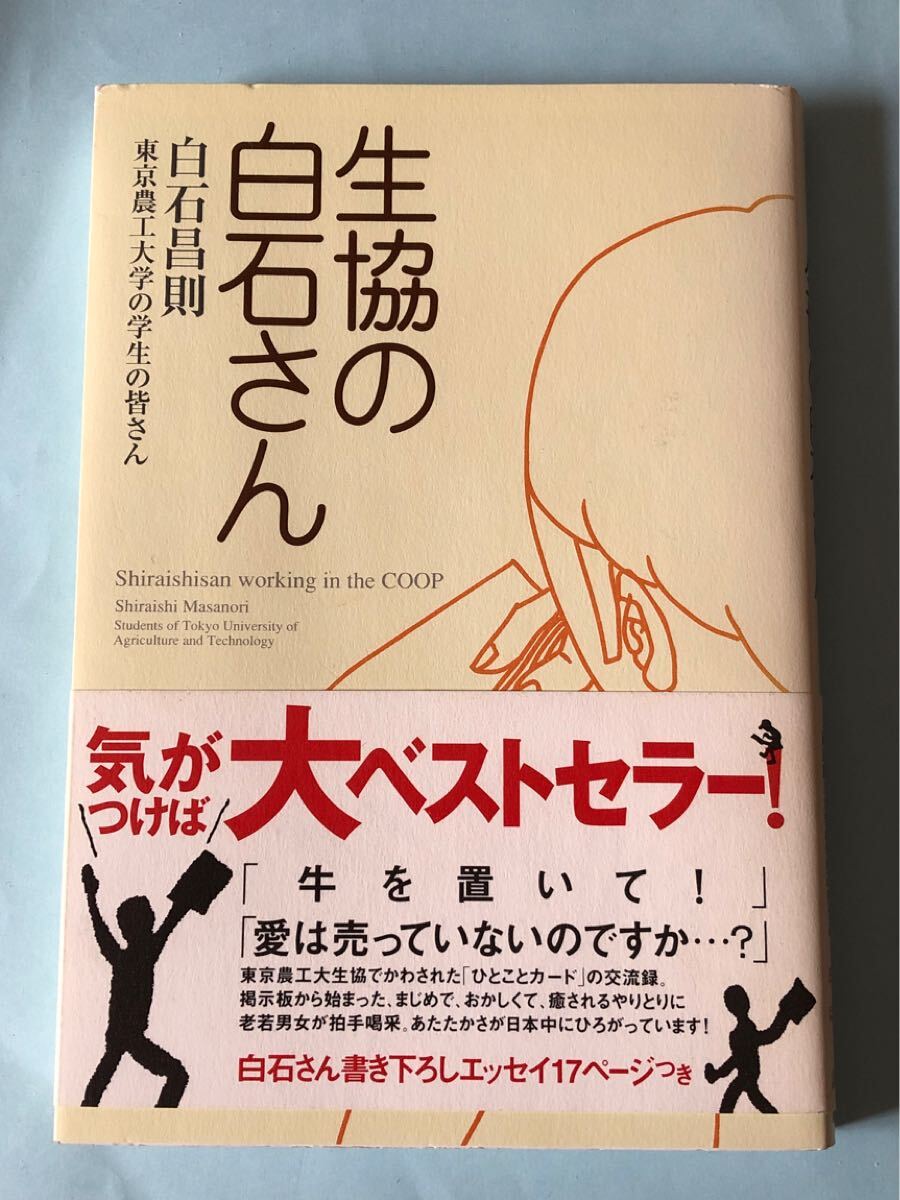 生協の
白石さん
白石昌則
東京農工大学の学生の皆さん
Shiraishisan working in the COOP
Shiraishi Masanori
Students of Tokyo University of
Agriculture and Technology
気が
つけば
大ベストセラー!
「牛を置いて!」
「愛は売っていないのですか…?」
東京農工大生協でかわされた「ひとことカード」の交流録。
掲示板から始まった、まじめで、おかしくて、癒されるやりとりに
老若男女が拍手喝采。あたたかさが日本中にひろがっています!
白石さん書き下ろしエッセイ17ページつき